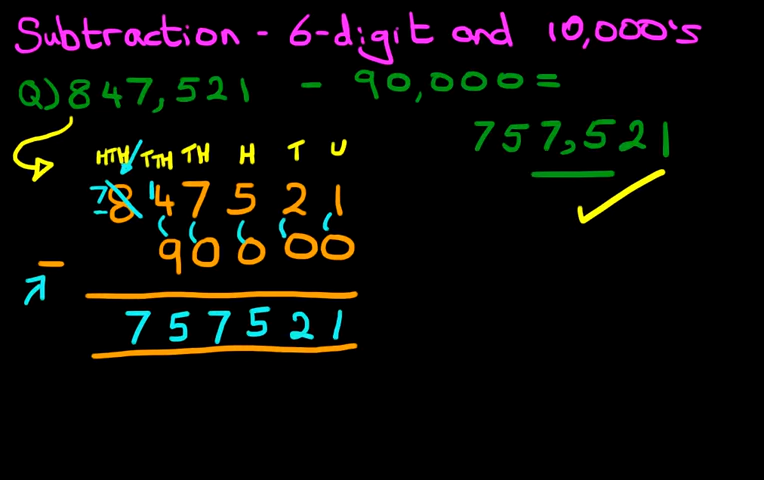 Subtraction - 6-digit and 10,000's
Q) 847,521 - 90,000 =
757,521
HTH TTH TH H T U
7 8 14 7 5 2 1
- 9 0 0 0 0
7 5 7 5 2 1